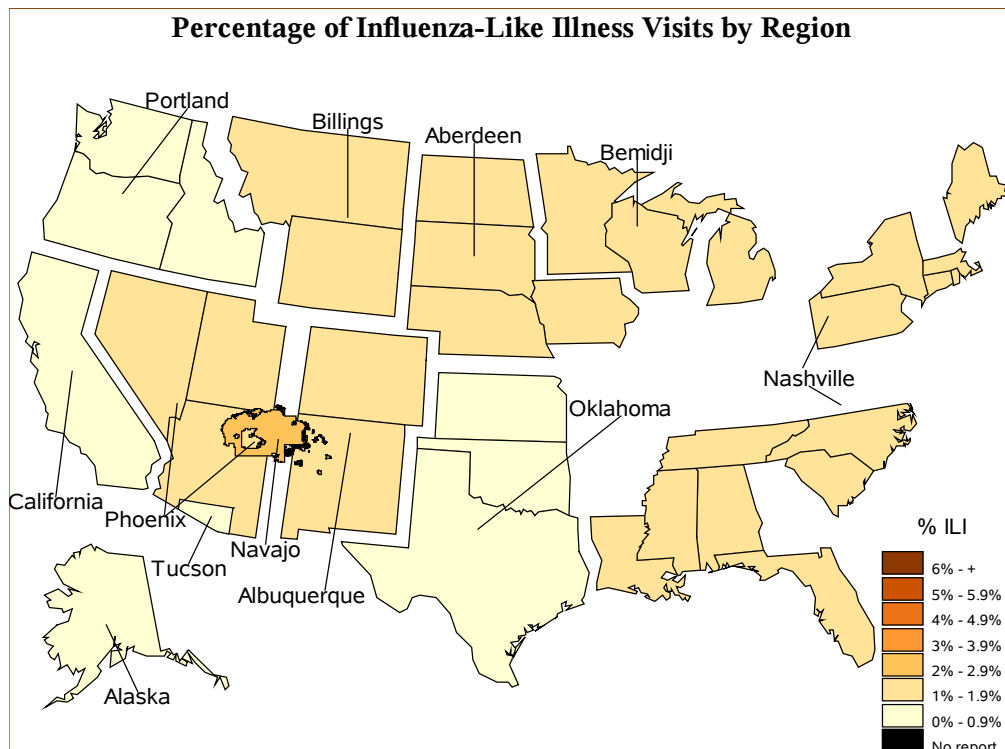 Percentage of Influenza-Like Illness Visits by Region
Portland
Billings
Aberdeen
Bemidji
Nashville
Oklahoma
California
Phoenix
Tucson
Navajo
Albuquerque
Alaska
% ILI
6% - +
5% - 5.9%
4% - 4.9%
3% - 3.9%
2% - 2.9%
1% - 1.9%
0% - 0.9%
No report